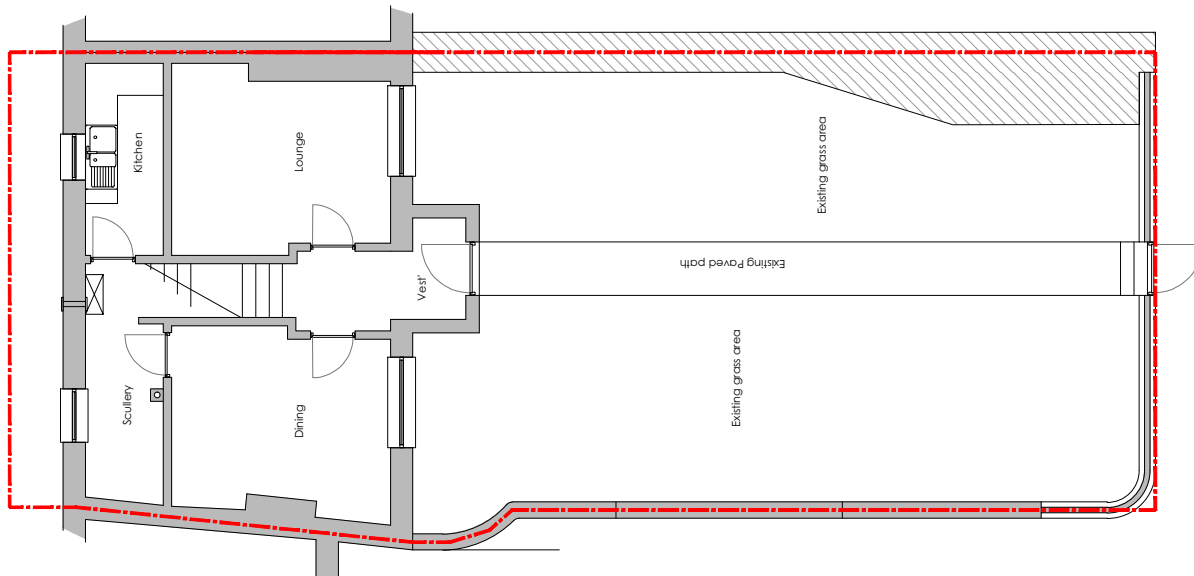 Kitchen
Lounge
Existing grass area
Existing Paved path
Vest'
Scullery
Dining
Existing grass area